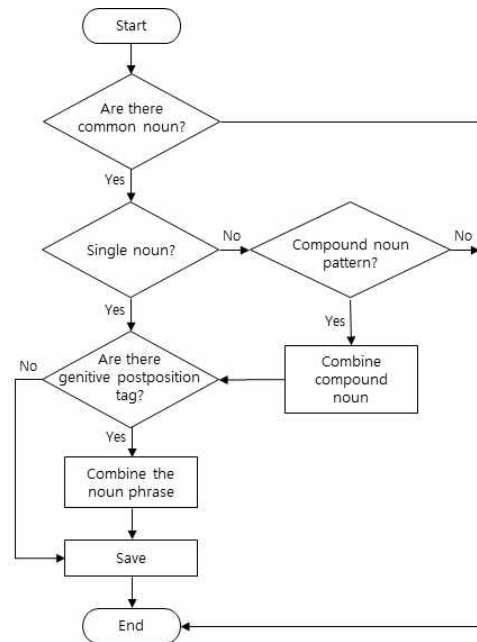 Start
Are there
common noun?
Yes
Single noun?
No
Compound noun
pattern?
No
Yes
Yes
Are there
genitive postposition
tag?
No
Combine
compound
noun
Yes
Combine the
noun phrase
Save
End